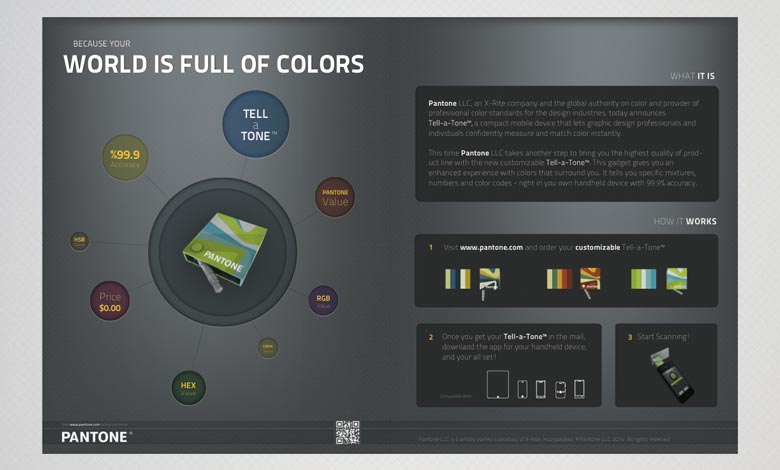 BECAUSE YOUR
WORLD IS FULL OF COLORS
TELL
a
TONE™
%99.9
Accuracy
PANTONE
Value
HSB
Value
PANTONE
Price
$0.00
RGB
Value
CMYK
Value
HEX
Value
WHAT IT IS
Pantone LLC, an X-Rite company and the global authority on color and provider of
professional color standards for the design industries, today announces
Tell-a-Tone™, a compact mobile device that lets graphic design professionals and
individuals confidently measure and match color instantly.
This time Pantone LLC takes another step to bring you the highest quality of prod-
uct line with the new customizable Tell-a-Tone™. This gadget gives you an
enhanced experience with colors that surround you. It tells you specific mixtures,
numbers and color codes - right in you own handheld device with 99.9% accuracy.
HOW IT WORKS
1 Visit www.pantone.com and order your customizable Tell-a-Tone™
2 Once you get your Tell-a-Tone™ in the mail,
downlaod the app for your handheld device,
and your all set!
Compatible With
3 Start Scanning!
Visit www.pantone.com
PANTONE®
Pantone LLC is a wholly owned subsidiary of X-Rite, Incorporated. © Pantone LLC, 2014. All rights reserved.